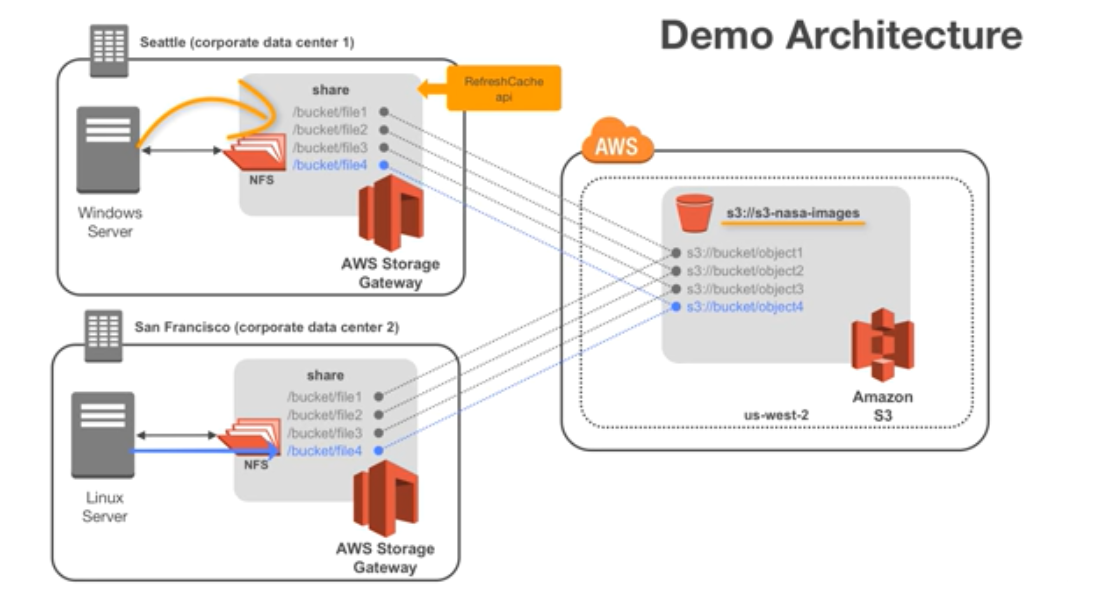 Demo Architecture
Seattle (corporate data center 1)
RefreshCache
api
share
/bucket/file1
/bucket/file2
/bucket/file3
/bucket/file4
NFS
Windows
Server
AWS Storage
Gateway
San Francisco (corporate data center 2)
share
/bucket/file1
/bucket/file2
/bucket/file3
/bucket/file4
NFS
Linux
Server
AWS Storage
Gateway
AWS
s3://s3-nasa-images
s3://bucket/object1
s3://bucket/object2
s3://bucket/object3
s3://bucket/object4
Amazon
S3
us-west-2